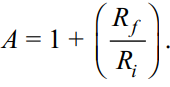 A = 1 + (R_f / R_i).